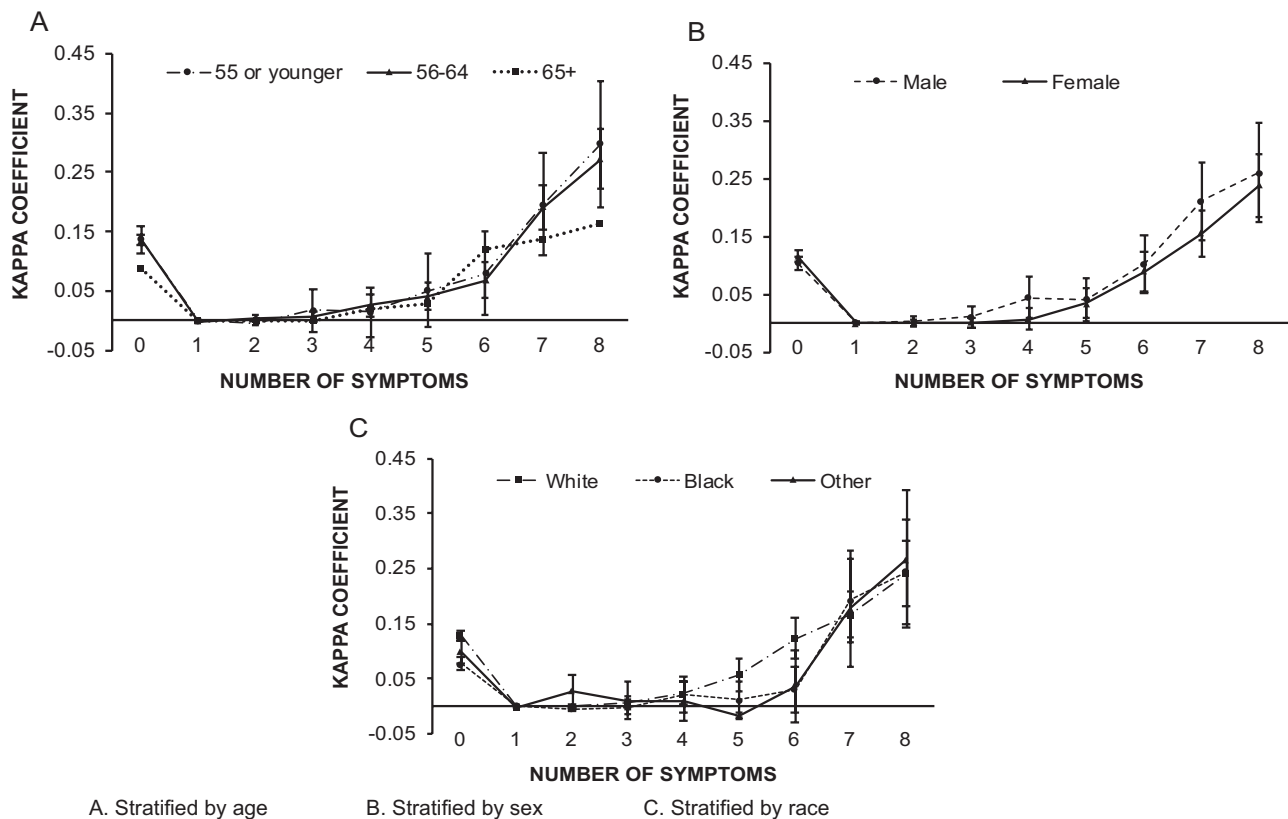 A
KAPPA COEFFICIENT
0.45
0.35
0.25
0.15
0.05
-0.05
55 or younger 56-64 65+
0 1 2 3 4 5 6 7 8
NUMBER OF SYMPTOMS
B
KAPPA COEFFICIENT
0.45
0.35
0.25
0.15
0.05
-0.05
Male Female
0 1 2 3 4 5 6 7 8
NUMBER OF SYMPTOMS
C
KAPPA COEFFICIENT
0.45
0.35
0.25
0.15
0.05
-0.05
White Black Other
0 1 2 3 4 5 6 7 8
NUMBER OF SYMPTOMS
A. Stratified by age B. Stratified by sex C. Stratified by race